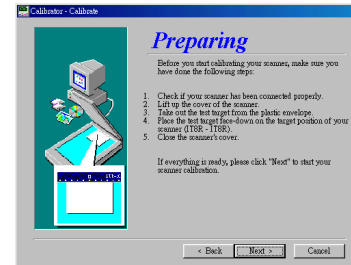 Calibrator - Calibrate
Preparing
Before you start calibrating your scanner, make sure you
have done the following steps:
1. Check if your scanner has been connected properly.
2. Lift up the cover of the scanner.
3. Take out the test target from the plastic envelope.
4. Place the test target face-down on the target position of your
scanner (IT8R - IT8R).
5. Close the scanner's cover.
If everything is ready, please click "Next" to start your
scanner calibration.
< Back
Next >
Cancel